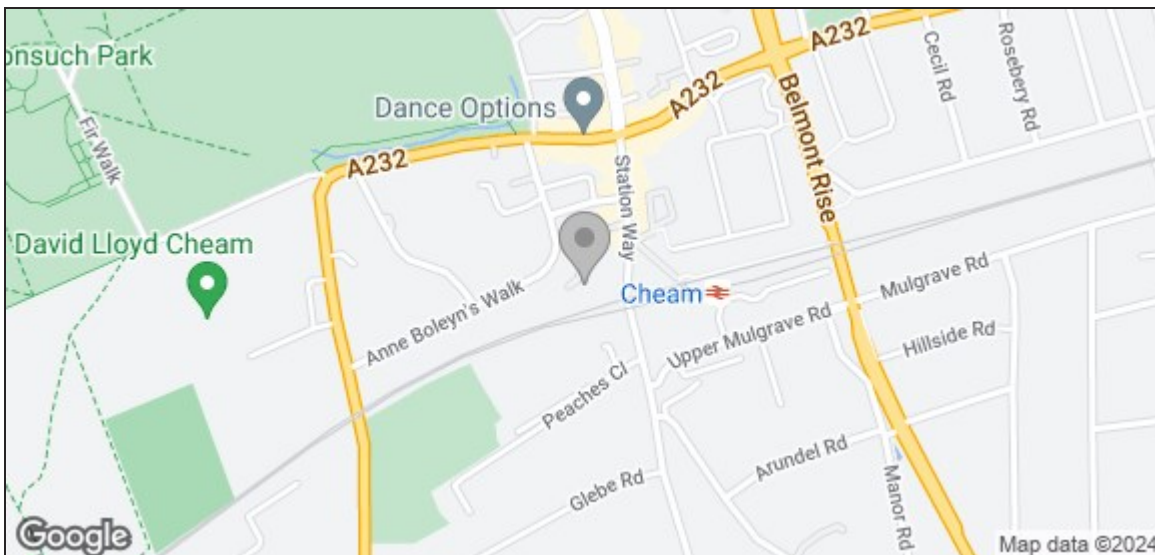 onsuch Park
Fir Walk
David Lloyd Cheam
A232
Dance Options
A232
A232
Cecil Rd
Rosebery Rd
Belmont Rise
Station Way
Anne Boleyn's Walk
Cheam
Mulgrave Rd
Upper Mulgrave Rd
Hillside Rd
Peaches Cl
Arundel Rd
Glebe Rd
Manor Rd
Google
Map data ©2024